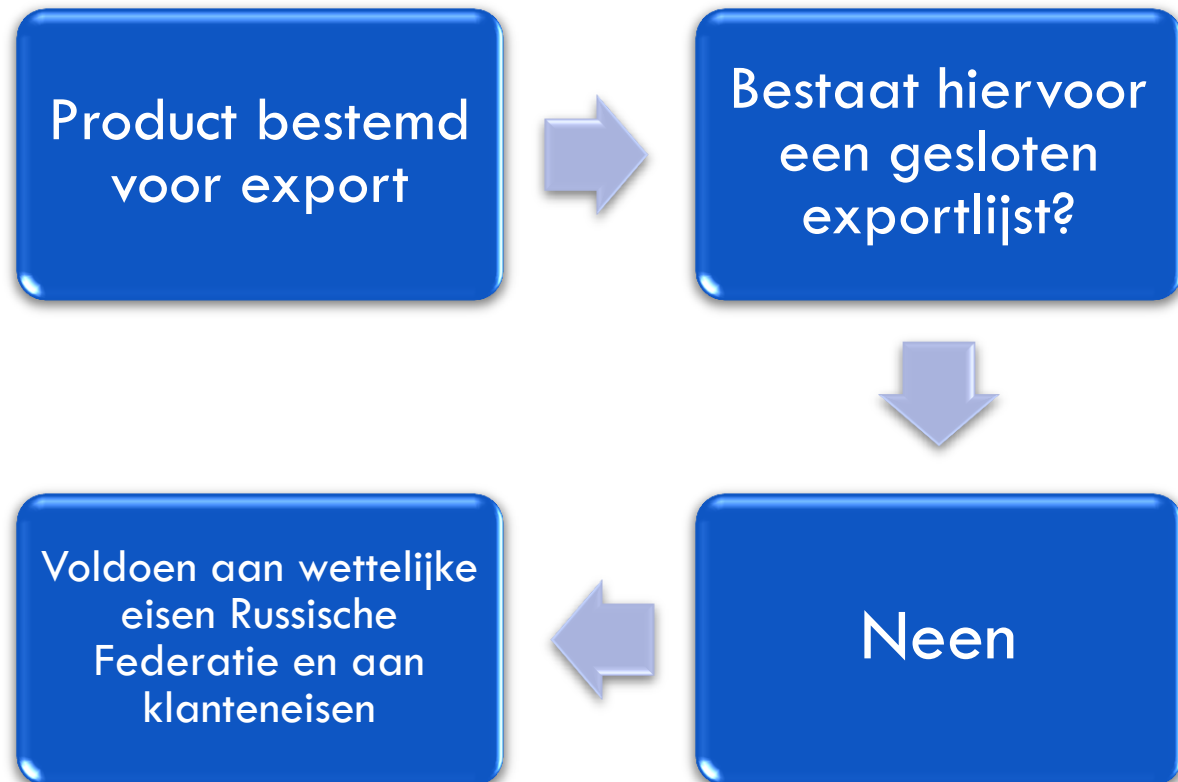 Product bestemd
voor export
Bestaat hiervoor
een gesloten
exportlijst?
Neen
Voldoen aan wettelijke
eisen Russische
Federatie en aan
klanteneisen